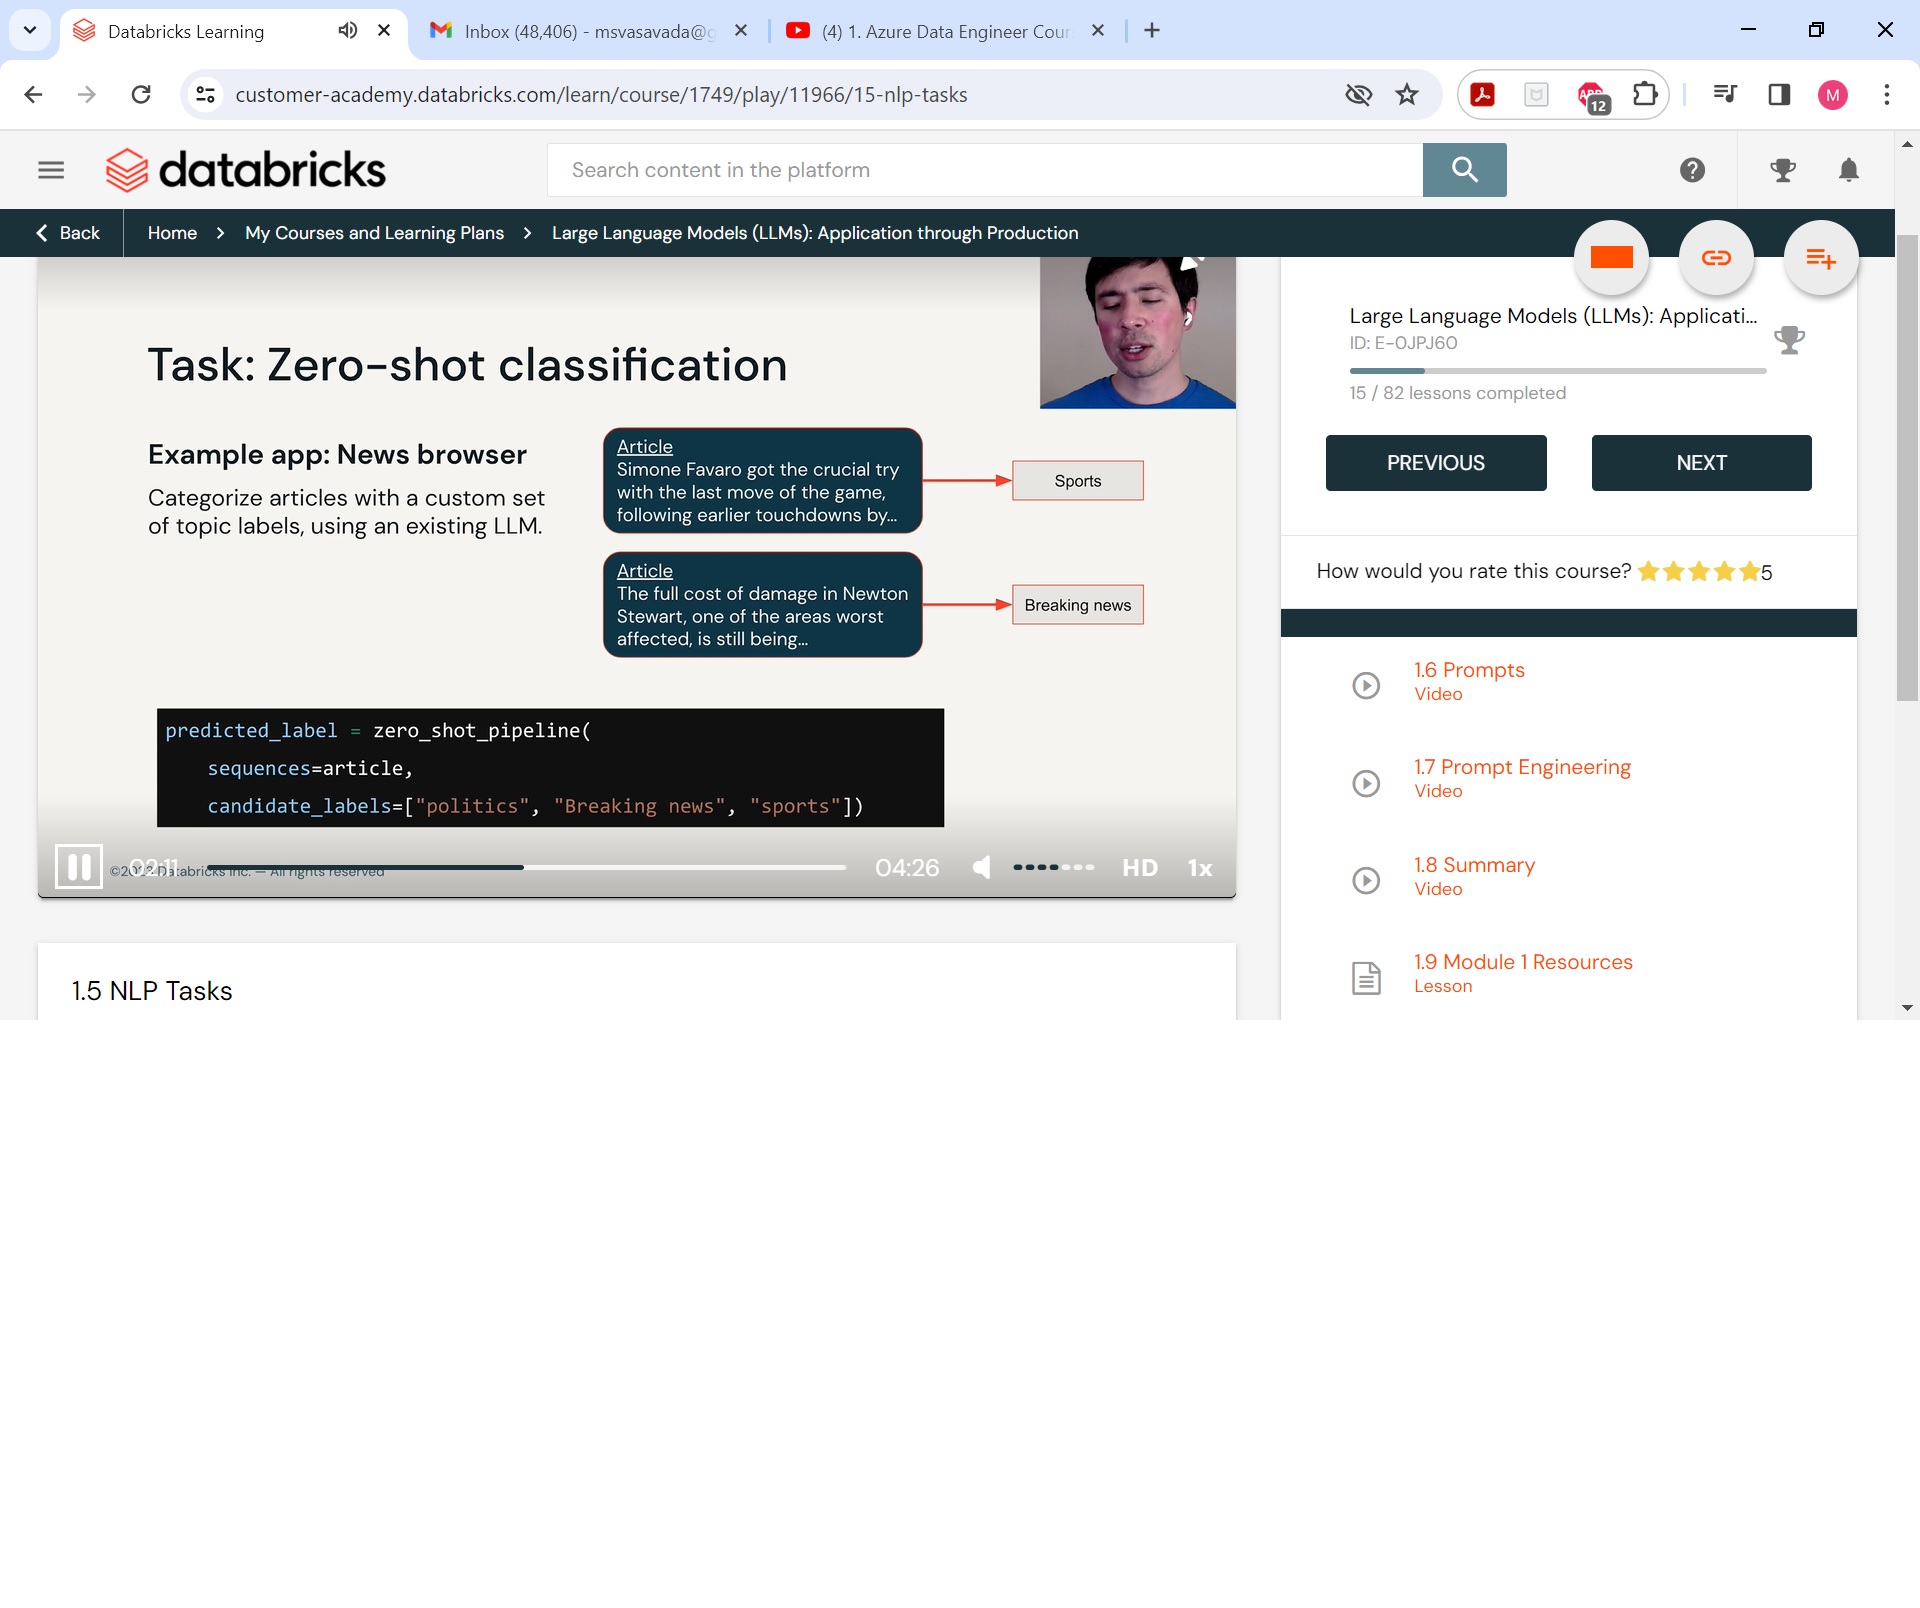 Databricks Learning
Inbox (48,406) - msvasavada@g
(4) 1. Azure Data Engineer Cour
customer-academy.databricks.com/learn/course/1749/play/11966/15-nlp-tasks
12
M
databricks
Search content in the platform
Back
Home
My Courses and Learning Plans
Large Language Models (LLMs): Application through Production
Task: Zero-shot classification
Example app: News browser
Categorize articles with a custom set
of topic labels, using an existing LLM.
Article
Simone Favaro got the crucial try
with the last move of the game,
following earlier touchdowns by...
Sports
Article
The full cost of damage in Newton
Stewart, one of the areas worst
affected, is still being...
Breaking news
predicted_label = zero_shot_pipeline(
sequences=article,
candidate_labels=["politics", "Breaking news", "sports"])
02:11
©2023 Databricks Inc. — All rights reserved
04:26
HD
1x
1.5 NLP Tasks
Large Language Models (LLMs): Applicati...
ID: E-0JPJ60
15 / 82 lessons completed
PREVIOUS
NEXT
How would you rate this course? 5
1.6 Prompts
Video
1.7 Prompt Engineering
Video
1.8 Summary
Video
1.9 Module 1 Resources
Lesson